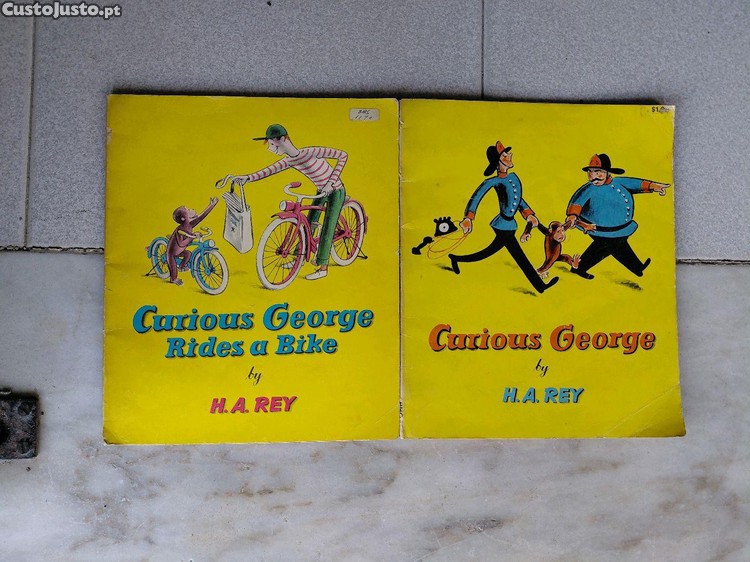 CustoJusto.pt
Curious George
Rides a Bike
by
H. A. REY
Curious George
by
H. A. REY